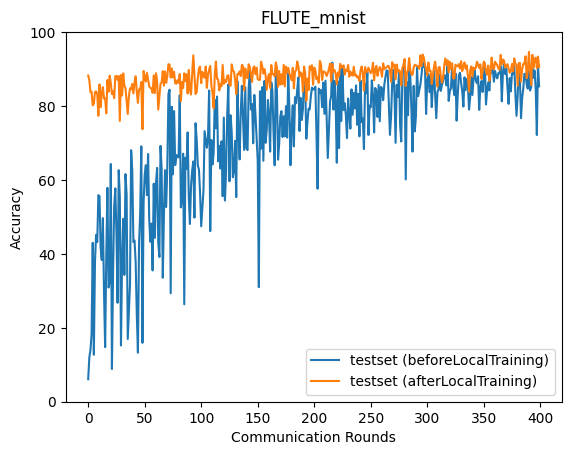 FLUTE_mnist
100
80
60
40
20
0
Accuracy
0 50 100 150 200 250 300 350 400
Communication Rounds
testset (beforeLocalTraining)
testset (afterLocalTraining)